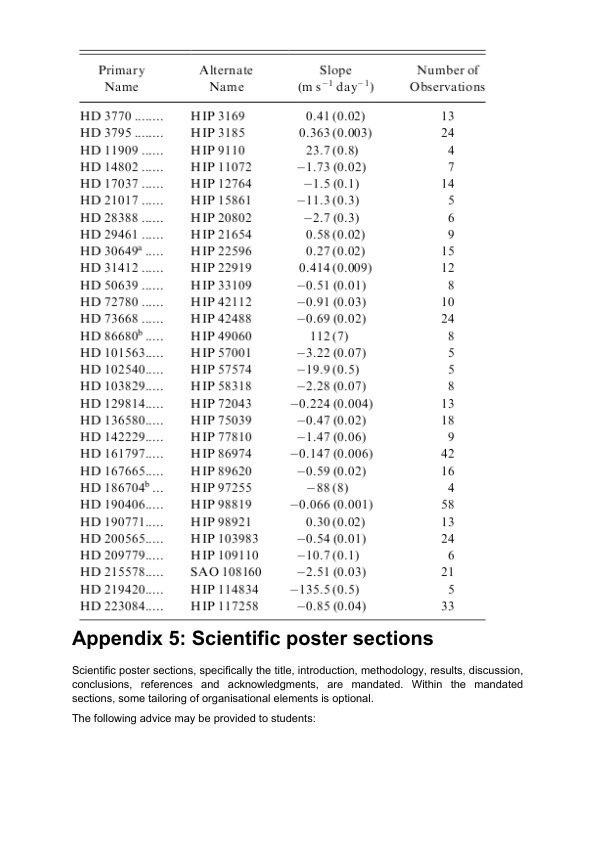 Primary Name Alternate Name Slope (m s⁻¹ day⁻¹) Number of Observations
HD 3770 ........ HIP 3169 0.41 (0.02) 13
HD 3795 ........ HIP 3185 0.363 (0.003) 24
HD 11909 ...... HIP 9110 23.7 (0.8) 4
HD 14802 ...... HIP 11072 −1.73 (0.02) 7
HD 17037 ...... HIP 12764 −1.5 (0.1) 14
HD 21017 ...... HIP 15861 −11.3 (0.3) 5
HD 28388 ...... HIP 20802 −2.7 (0.3) 6
HD 29461 ...... HIP 21654 0.58 (0.02) 9
HD 30649ᵃ ...... HIP 22596 0.27 (0.02) 15
HD 31412 ...... HIP 22919 0.414 (0.009) 12
HD 50639 ...... HIP 33109 −0.51 (0.01) 8
HD 72780 ...... HIP 42112 −0.91 (0.03) 10
HD 73668 ...... HIP 42488 −0.69 (0.02) 24
HD 86680ᵇ ..... HIP 49060 112 (7) 8
HD 101563..... HIP 57001 −3.22 (0.07) 5
HD 102540..... HIP 57574 −19.9 (0.5) 5
HD 103829..... HIP 58318 −2.28 (0.07) 8
HD 129814..... HIP 72043 −0.224 (0.004) 13
HD 136580..... HIP 75039 −0.47 (0.02) 18
HD 142229..... HIP 77810 −1.47 (0.06) 9
HD 161797..... HIP 86974 −0.147 (0.006) 42
HD 167665..... HIP 89620 −0.59 (0.02) 16
HD 186704ᵇ ... HIP 97255 −88 (8) 4
HD 190406..... HIP 98819 −0.066 (0.001) 58
HD 190771..... HIP 98921 0.30 (0.02) 13
HD 200565..... HIP 103983 −0.54 (0.01) 24
HD 209779..... HIP 109110 −10.7 (0.1) 6
HD 215578..... SAO 108160 −2.51 (0.03) 21
HD 219420..... HIP 114834 −135.5 (0.5) 5
HD 223084..... HIP 117258 −0.85 (0.04) 33
Appendix 5: Scientific poster sections
Scientific poster sections, specifically the title, introduction, methodology, results, discussion,
conclusions, references and acknowledgments, are mandated. Within the mandated
sections, some tailoring of organisational elements is optional.
The following advice may be provided to students: